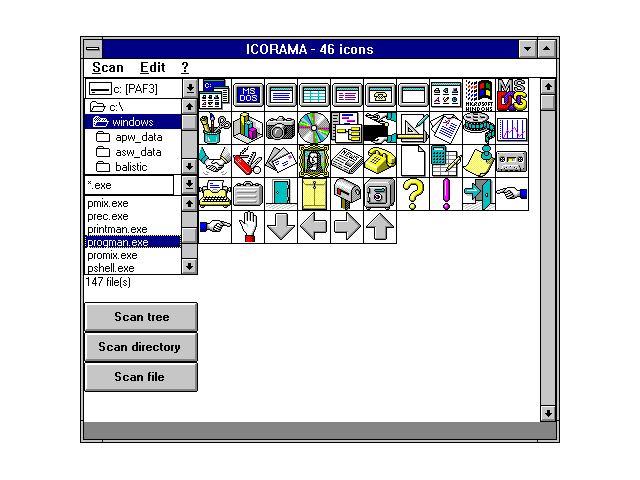 ICORAMA - 46 icons
Scan Edit ?
c: [PAF3]
c:\
windows
apw_data
asw_data
balistic
*.exe
pmix.exe
prec.exe
printman.exe
progman.exe
promix.exe
pshell.exe
147 file(s)
Scan tree
Scan directory
Scan file
MS
DOS
MICROSOFT
WINDOWS
MS